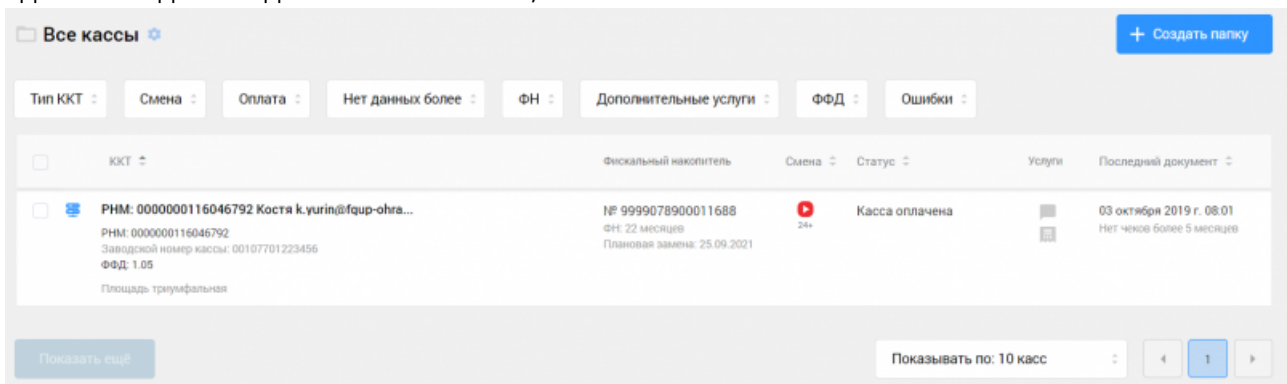 Все кассы
+ Создать папку
Тип ККТ
Смена
Оплата
Нет данных более
ФН
Дополнительные услуги
ФФД
Ошибки
ККТ
Фискальный накопитель
Смена
Статус
Услуги
Последний документ
РНМ: 0000000116046792 Костя k.yurin@fqup-ohra...
РНМ: 0000000116046792
Заводской номер кассы: 00107701223456
ФФД: 1.05
Площадь триумфальная
№ 9999078900011688
ФН: 22 месяцев
Плановая замена: 25.09.2021
24+
Касса оплачена
03 октября 2019 г. 08:01
Нет чеков более 5 месяцев
Показать ещё
Показывать по: 10 касс
1